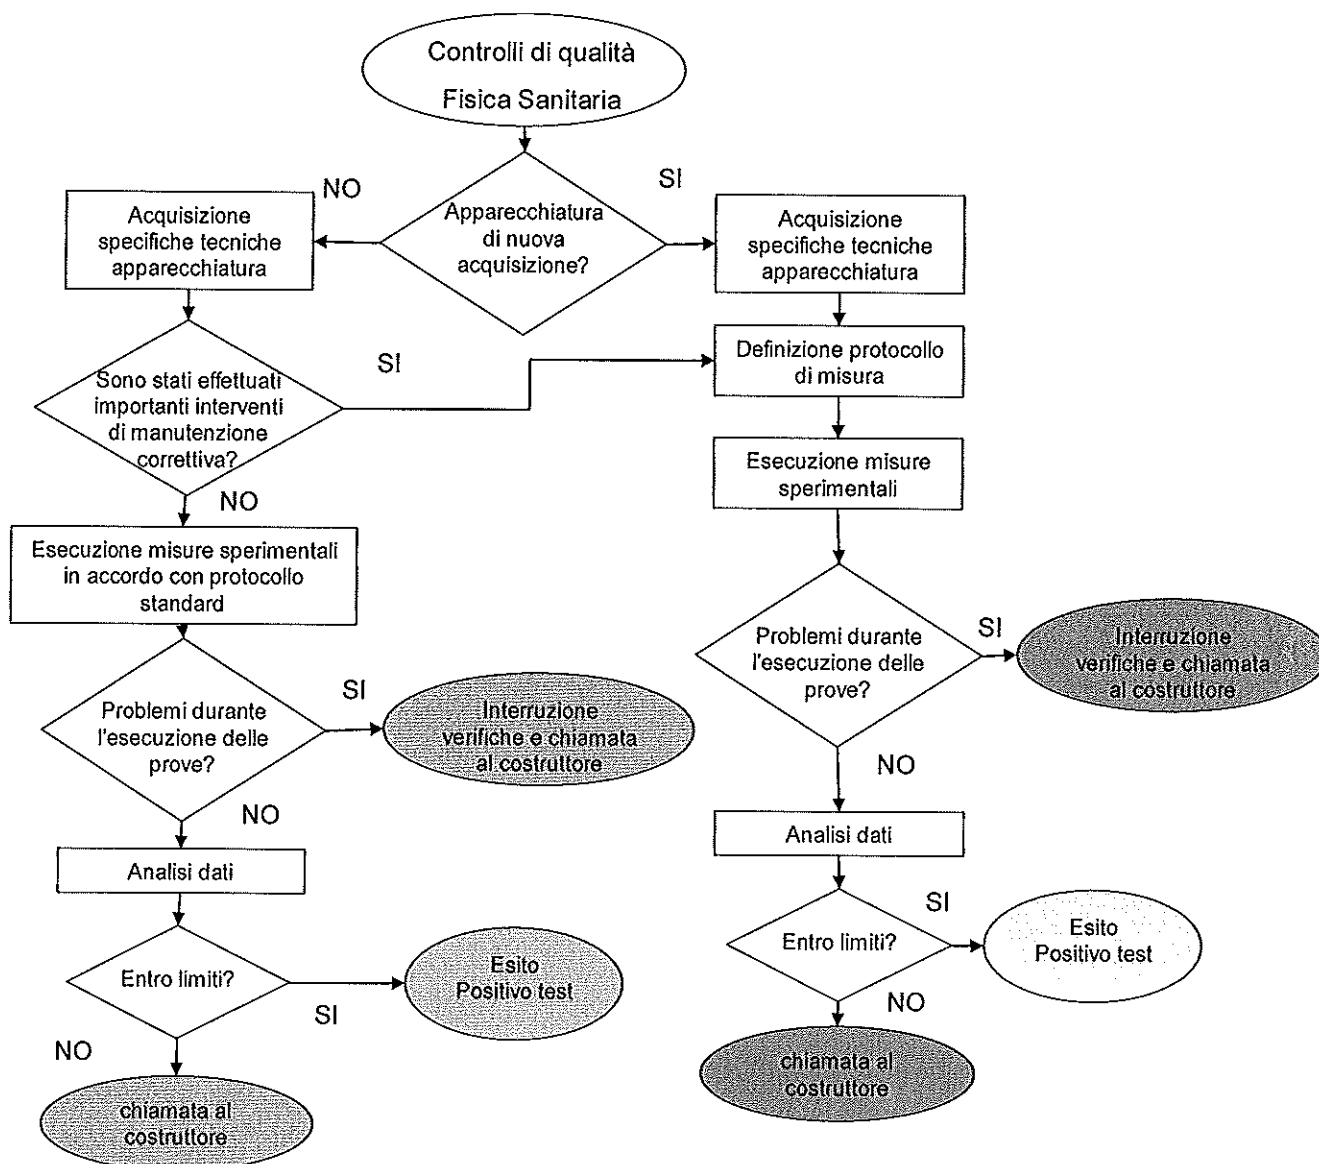 Controlli di qualità
Fisica Sanitaria
NO
SI
Apparecchiatura
di nuova
acquisizione?
Acquisizione
specifiche tecniche
apparecchiatura
Acquisizione
specifiche tecniche
apparecchiatura
SI
Sono stati effettuati
importanti interventi
di manutenzione
correttiva?
Definizione protocollo
di misura
NO
Esecuzione misure
sperimentali
Esecuzione misure sperimentali
in accordo con protocollo
standard
Problemi durante
l'esecuzione delle
prove?
SI
Interruzione
verifiche e chiamata
al costruttore
Problemi durante
l'esecuzione delle
prove?
SI
Interruzione
verifiche e chiamata
al costruttore
NO
NO
Analisi dati
Analisi dati
Entro limiti?
SI
Esito
Positivo test
Entro limiti?
SI
Esito
Positivo test
NO
NO
chiamata al
costruttore
chiamata al
costruttore